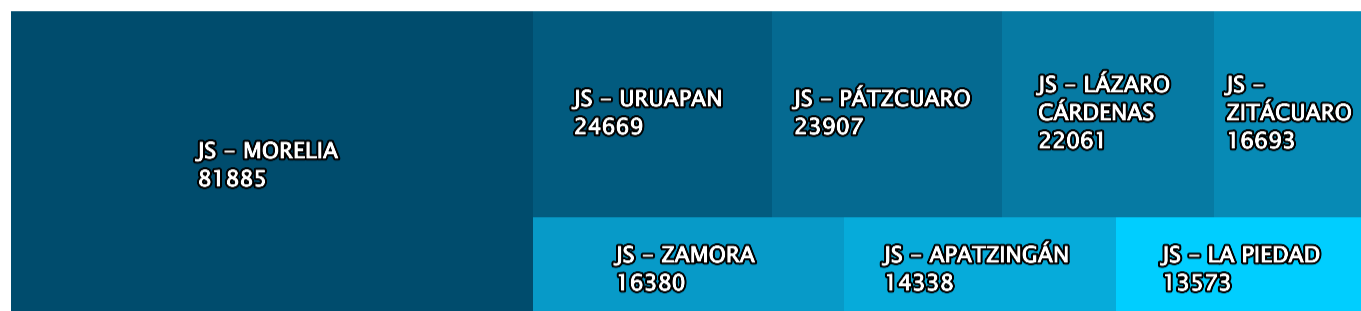 JS – MORELIA
81885
JS – URUAPAN
24669
JS – PÁTZCUARO
23907
JS – LÁZARO
CÁRDENAS
22061
JS –
ZITÁCUARO
16693
JS – ZAMORA
16380
JS – APATZINGÁN
14338
JS – LA PIEDAD
13573